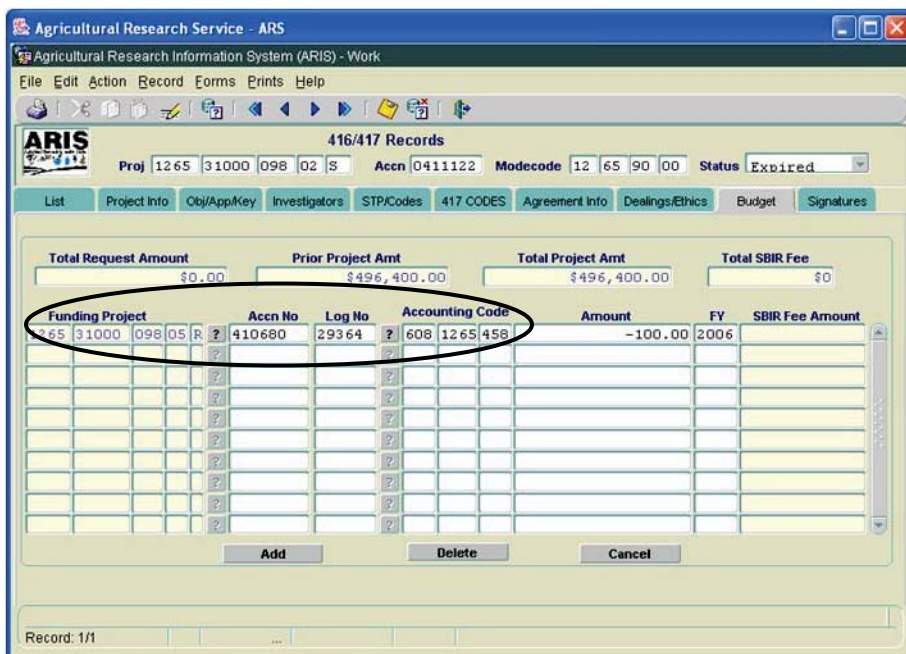 Agricultural Research Service - ARS
Agricultural Research Information System (ARIS) - Work
File Edit Action Record Forms Prints Help
ARIS
416/417 Records
Proj 1265 31000 098 02 S Accn 0411122 Modecode 12 65 90 00 Status Expired
List Project Info Obj/App/Key Investigators STP/Codes 417 CODES Agreement Info Dealings/Ethics Budget Signatures
Total Request Amount Prior Project Amt Total Project Amt Total SBIR Fee
$0.00 $496,400.00 $496,400.00 $0
Funding Project Accn No Log No Accounting Code Amount FY SBIR Fee Amount
1265 31000 098 05 R ? 410680 29364 ? 608 1265 458 -100.00 2006
? ?
? ?
? ?
? ?
? ?
? ?
? ?
? ?
? ?
Add Delete Cancel
Record: 1/1 ...